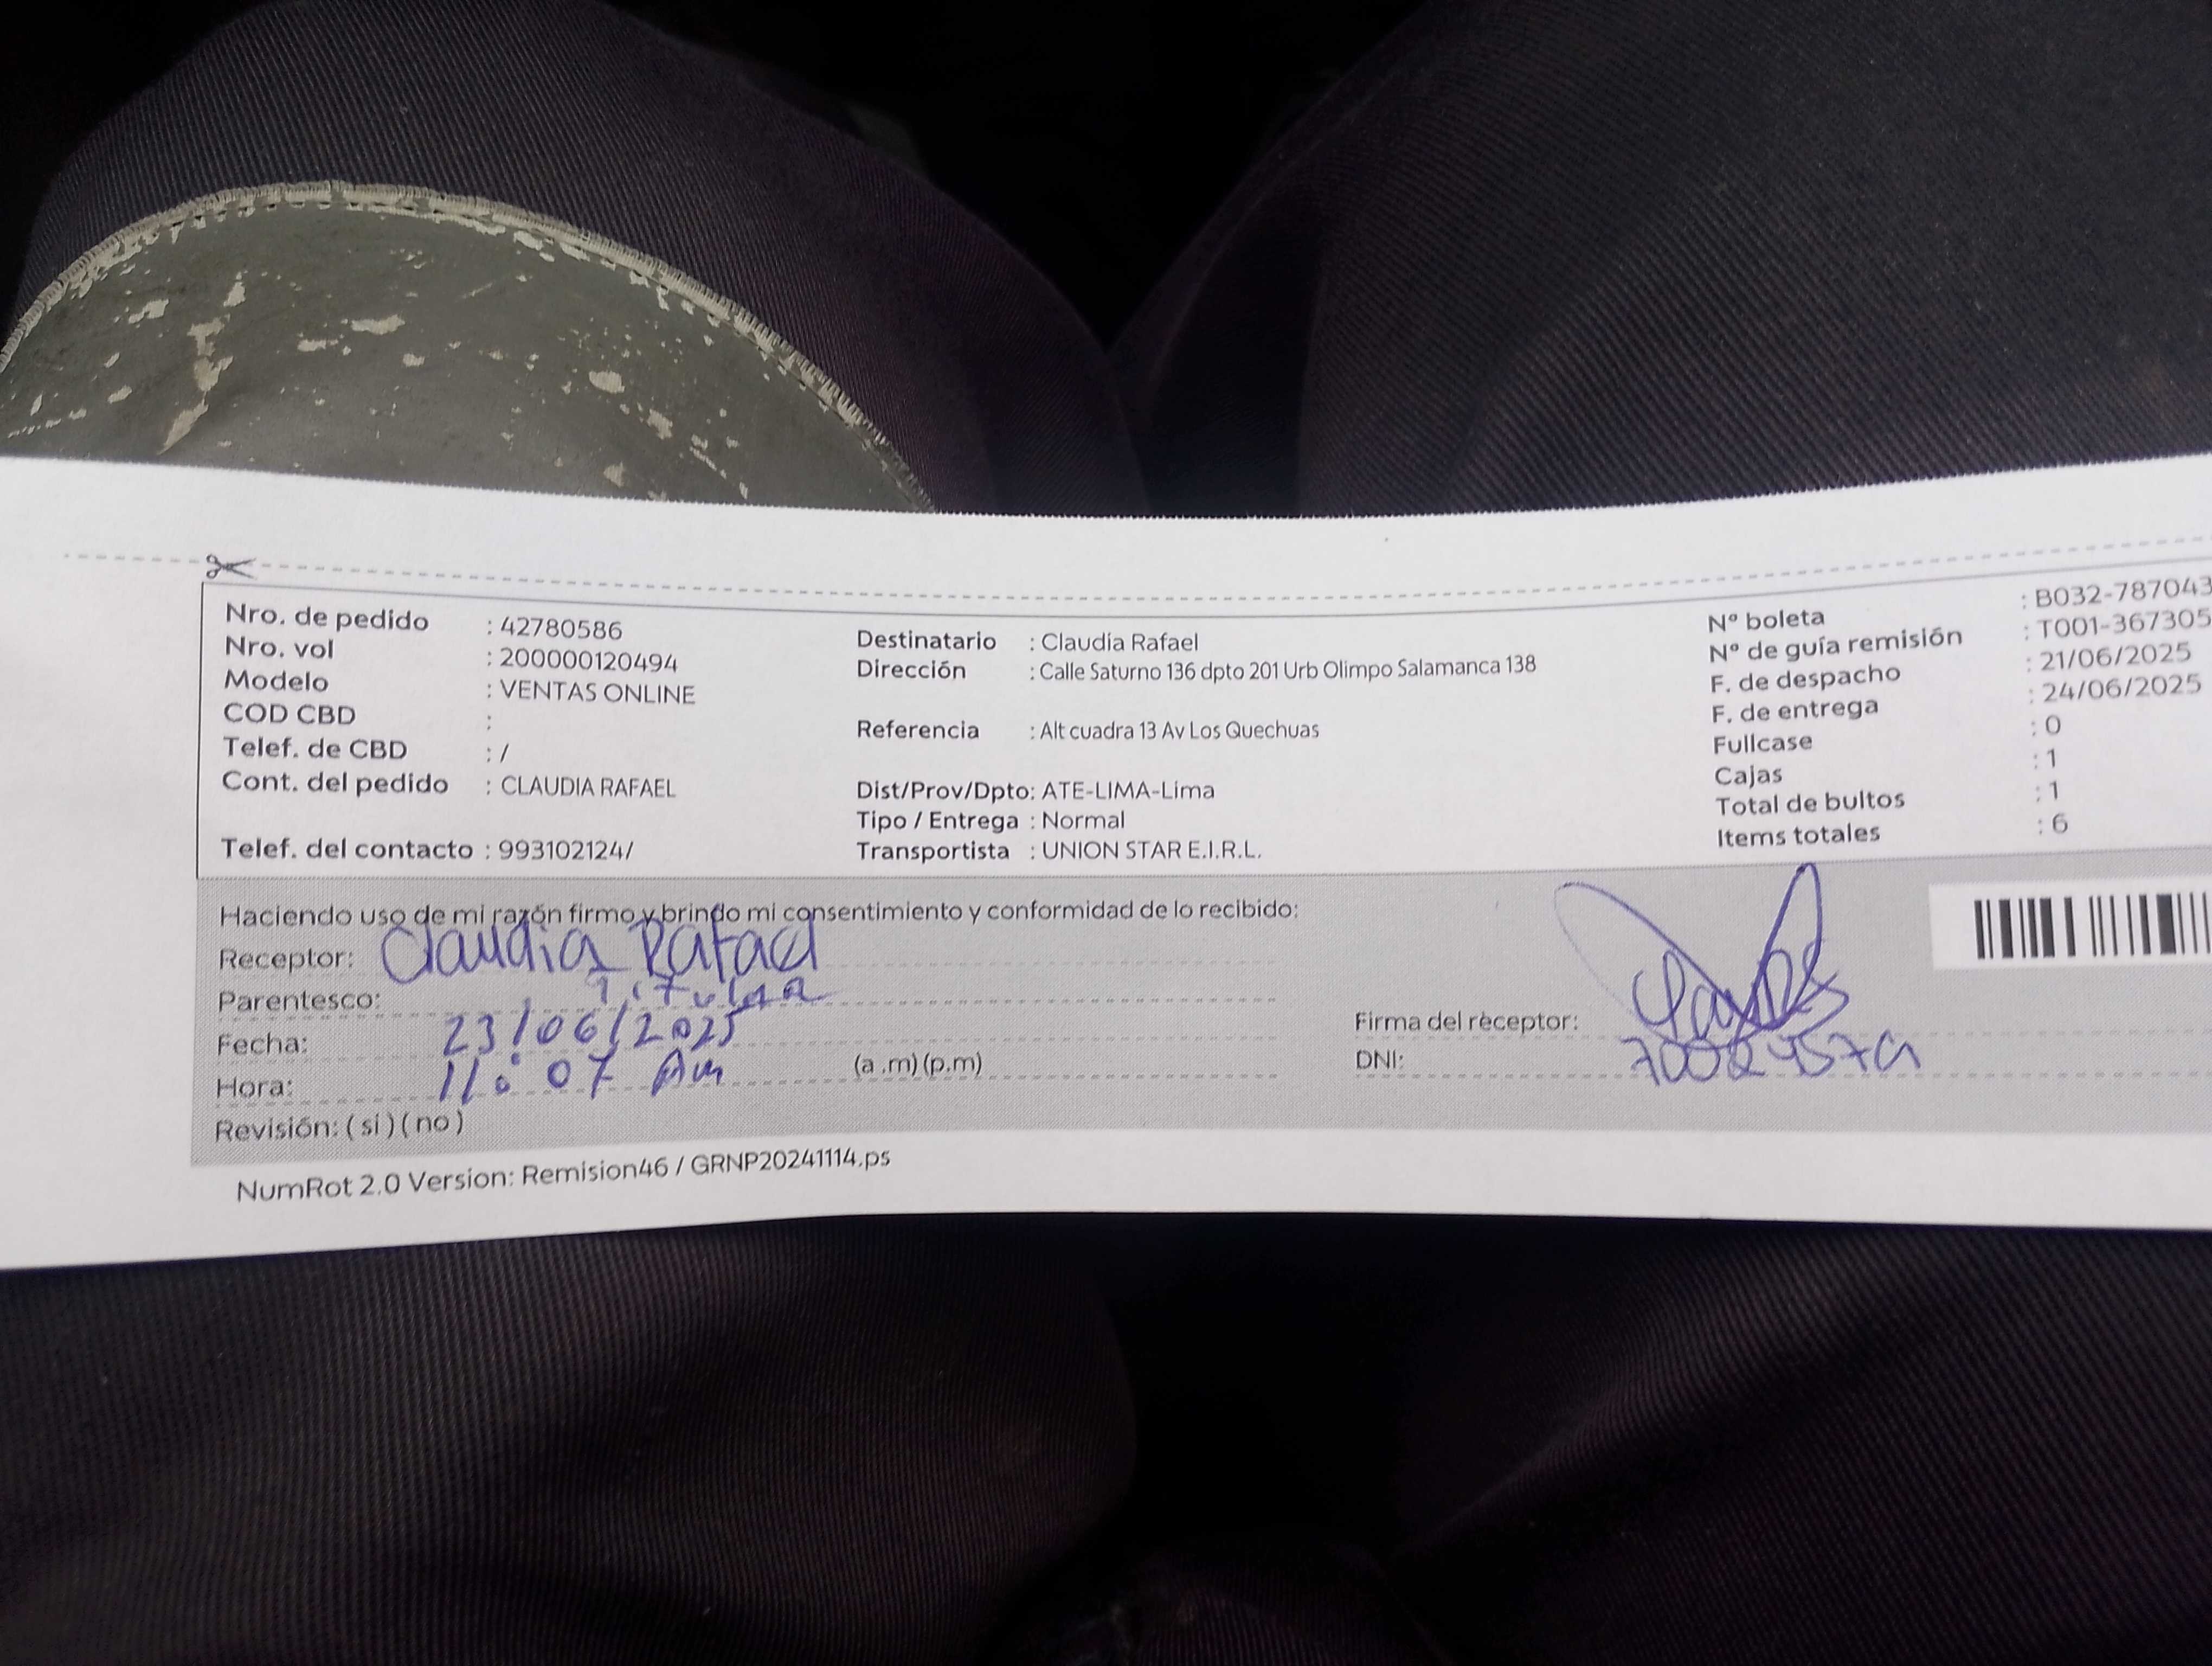 Nro. de pedido : 42780586
Nro. vol : 200000120494
Modelo : VENTAS ONLINE
COD CBD :
Telef. de CBD : /
Cont. del pedido : CLAUDIA RAFAEL
Telef. del contacto : 993102124/
Destinatario : Claudia Rafael
Dirección : Calle Saturno 136 dpto 201 Urb Olimpo Salamanca 138
Referencia : Alt cuadra 13 Av Los Quechuas
Dist/Prov/Dpto: ATE-LIMA-Lima
Tipo / Entrega : Normal
Transportista : UNION STAR E.I.R.L.
Nº boleta : B032-787043
Nº de guía remisión : T001-367305
F. de despacho : 21/06/2025
F. de entrega : 24/06/2025
Fullcase : 0
Cajas : 1
Total de bultos : 1
Items totales : 6
Haciendo uso de mi razón firmo y brindo mi consentimiento y conformidad de lo recibido:
Receptor: Claudia Rafael
Parentesco: Titular
Fecha: 23/06/2025
Hora: 11:07 Am (a .m) (p.m)
Revisión: ( si ) ( no )
Firma del receptor:
DNI:
NumRot 2.0 Version: Remision46 / GRNP20241114.ps